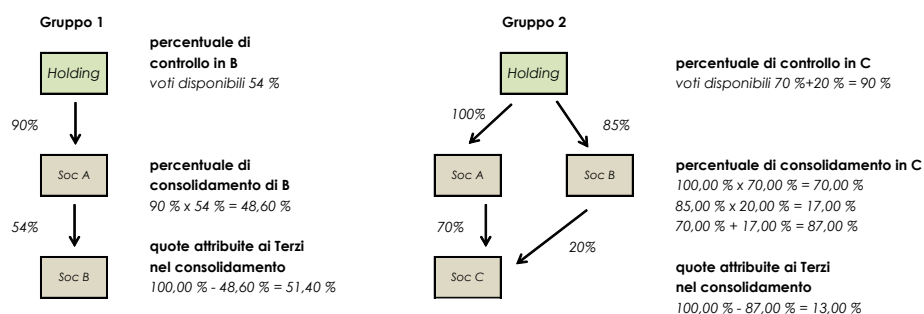 Gruppo 1
Holding
90%
Soc A
54%
Soc B
percentuale di
controllo in B
voti disponibili 54 %
percentuale di
consolidamento di B
90 % x 54 % = 48,60 %
quote attribuite ai Terzi
nel consolidamento
100,00 % - 48,60 % = 51,40 %
Gruppo 2
Holding
100%
85%
Soc A
Soc B
70%
20%
Soc C
percentuale di controllo in C
voti disponibili 70 %+20 % = 90 %
percentuale di consolidamento in C
100,00 % x 70,00 % = 70,00 %
85,00 % x 20,00 % = 17,00 %
70,00 % + 17,00 % = 87,00 %
quote attribuite ai Terzi
nel consolidamento
100,00 % - 87,00 % = 13,00 %